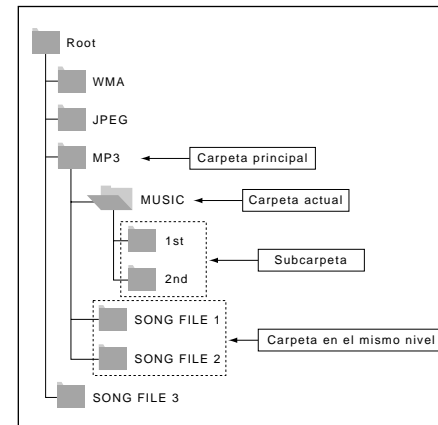 Root
WMA
JPEG
MP3
Carpeta principal
MUSIC
Carpeta actual
1st
Subcarpeta
2nd
SONG FILE 1
Carpeta en el mismo nivel
SONG FILE 2
SONG FILE 3